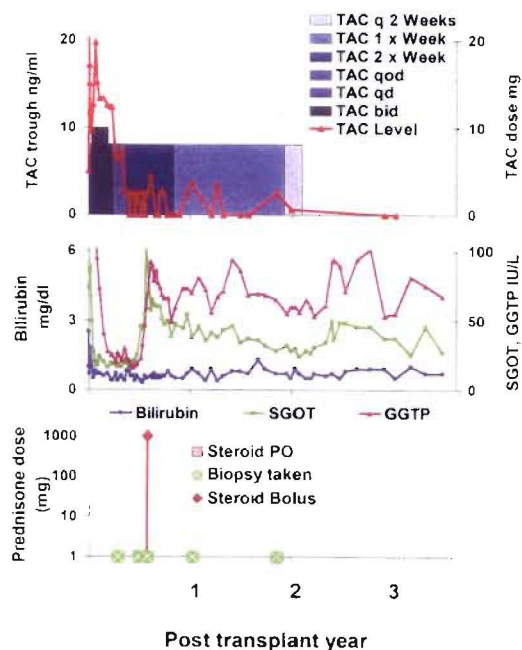 TAC q 2 Weeks
TAC 1 x Week
TAC 2 x Week
TAC qod
TAC qd
TAC bid
TAC Level
TAC trough ng/ml
20
10
0
TAC dose mg
20
10
0
Bilirubin
mg/dl
6
3
0
SGOT, GGTP IU/L
100
50
0
Bilirubin SGOT GGTP
Prednisone dose
(mg)
1000
100
10
1
Steroid PO
Biopsy taken
Steroid Bolus
1 2 3
Post transplant year